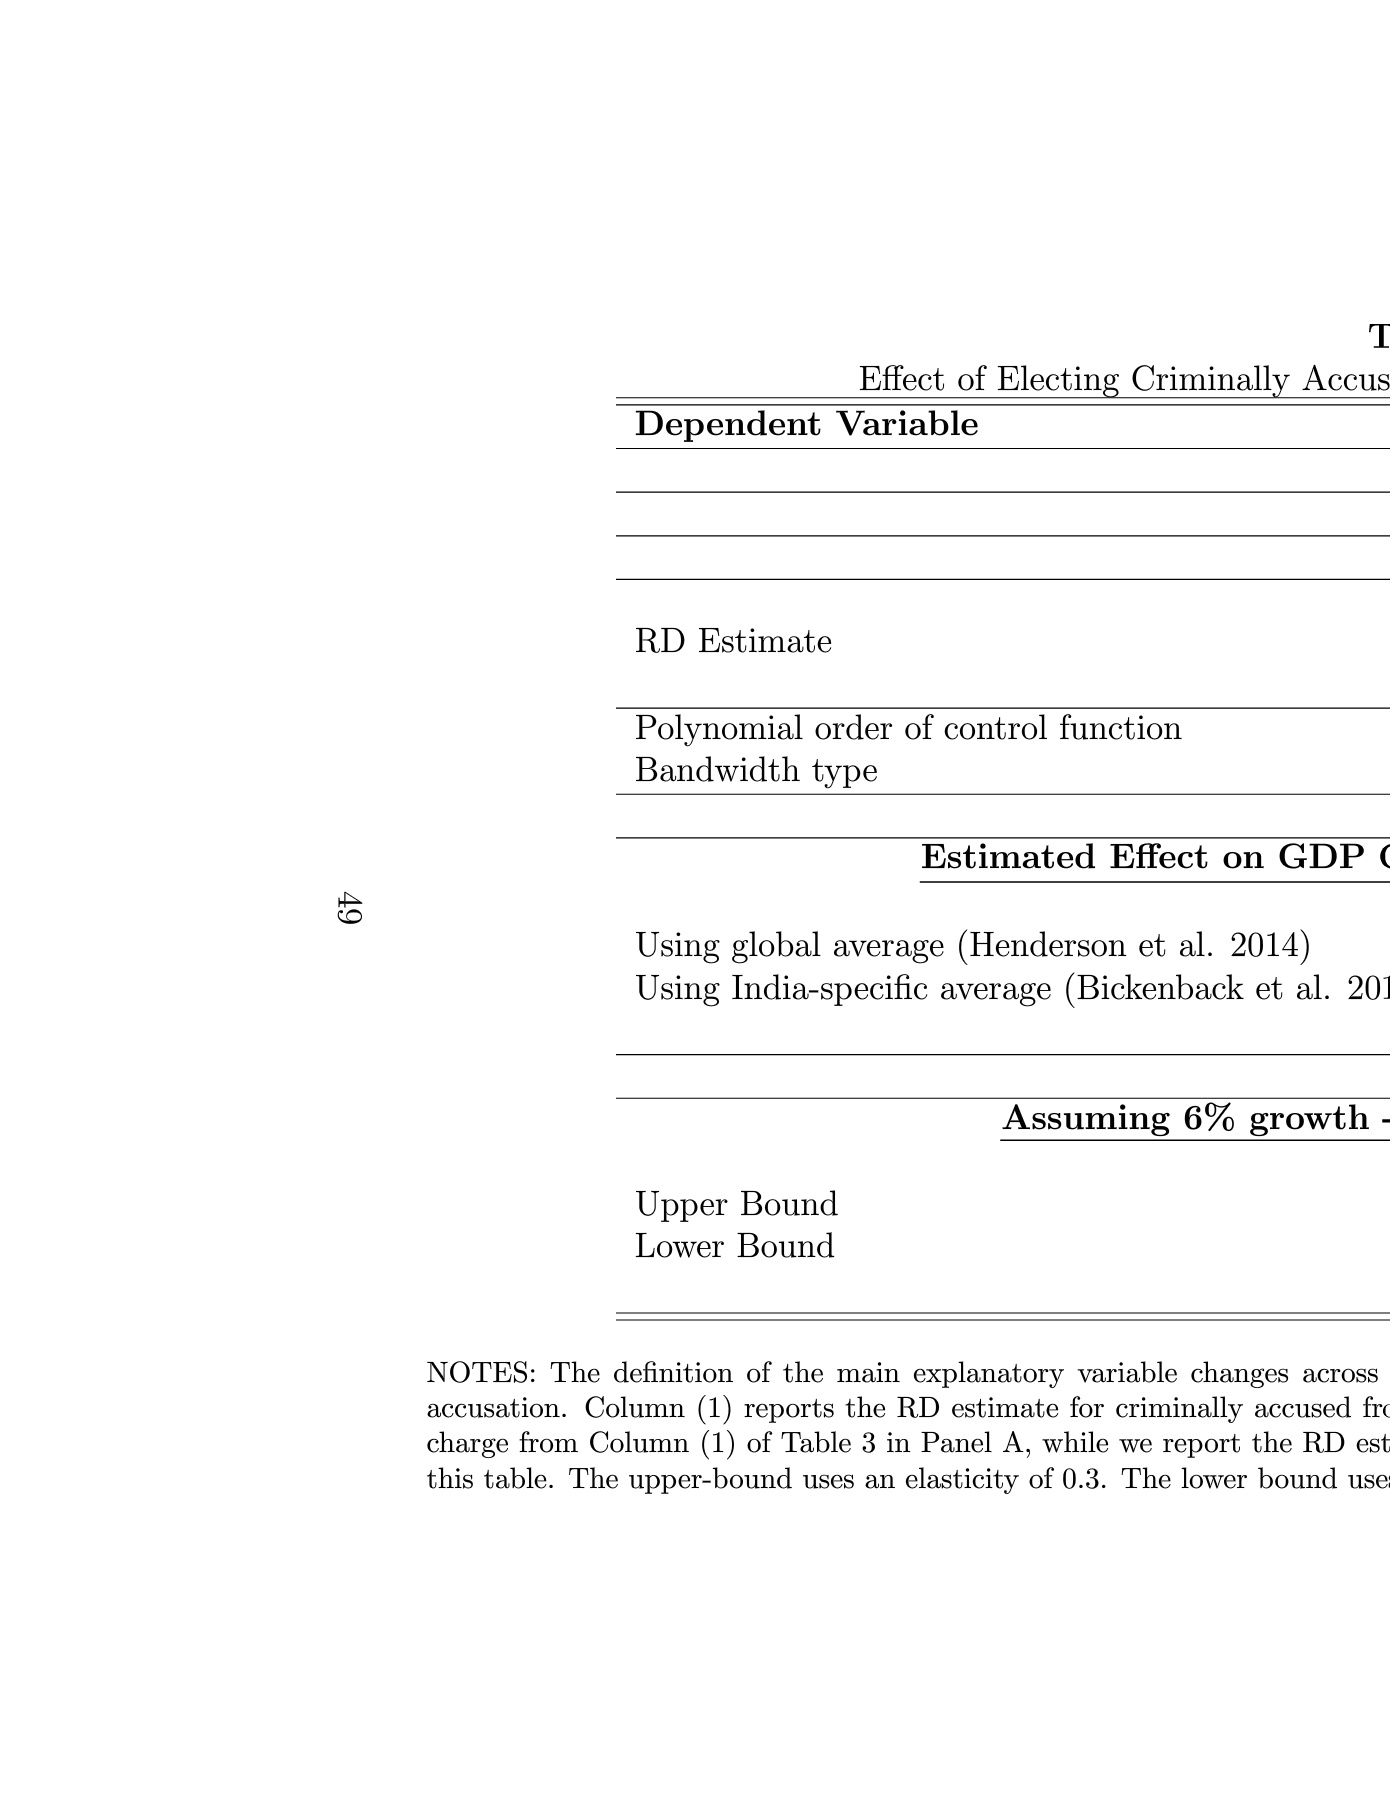 Effect of Electing Criminally Accus
Dependent Variable
RD Estimate
Polynomial order of control function
Bandwidth type
Estimated Effect on GDP
49
Using global average (Henderson et al. 2014)
Using India-specific average (Bickenback et al. 201
Assuming 6% growth -
Upper Bound
Lower Bound
NOTES: The definition of the main explanatory variable changes across
accusation. Column (1) reports the RD estimate for criminally accused fro
charge from Column (1) of Table 3 in Panel A, while we report the RD est
this table. The upper-bound uses an elasticity of 0.3. The lower bound uses